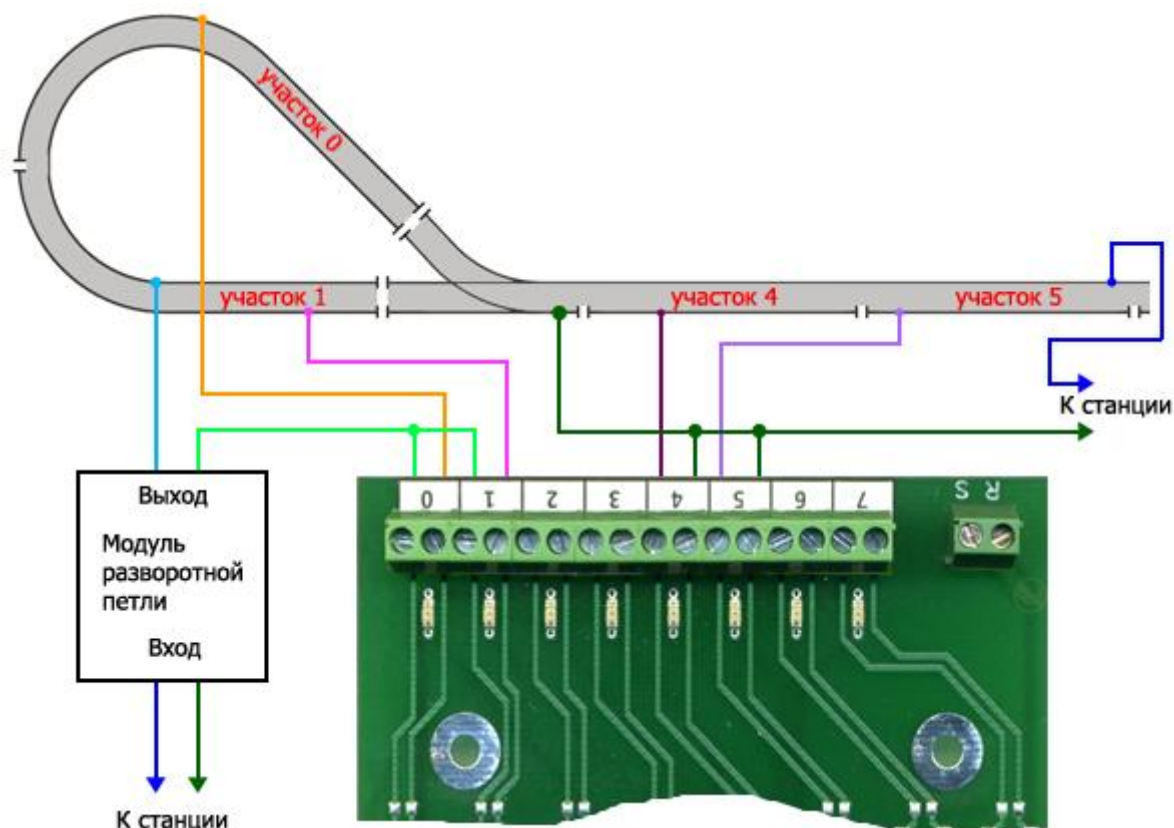 участок 0
участок 1
участок 4
участок 5
К станции
Выход
Модуль
разворотной
петли
Вход
0 1 2 3 4 5 6 7
S R
К станции